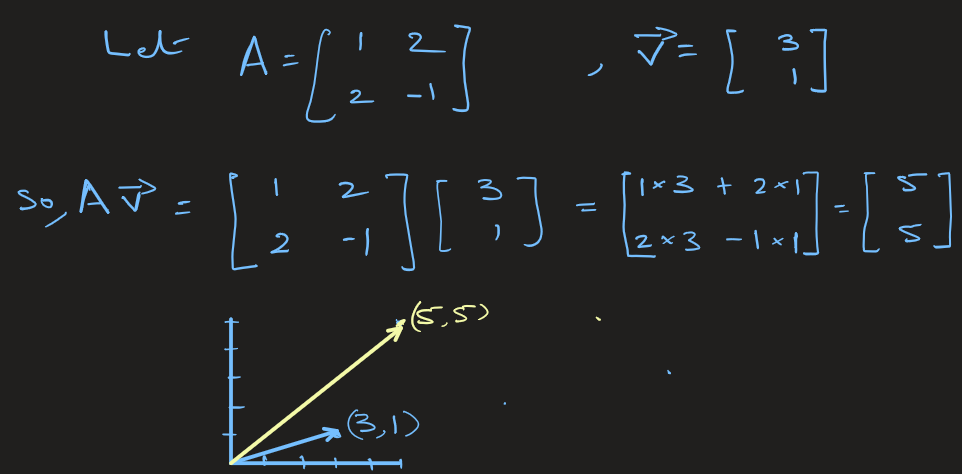 Let A = [ 1 2 ; 2 -1 ] , v⃗ = [ 3 ; 1 ]
So, A v⃗ = [ 1 2 ; 2 -1 ] [ 3 ; 1 ] = [ 1×3 + 2×1 ; 2×3 - 1×1 ] = [ 5 ; 5 ]
(5,5)
(3,1)